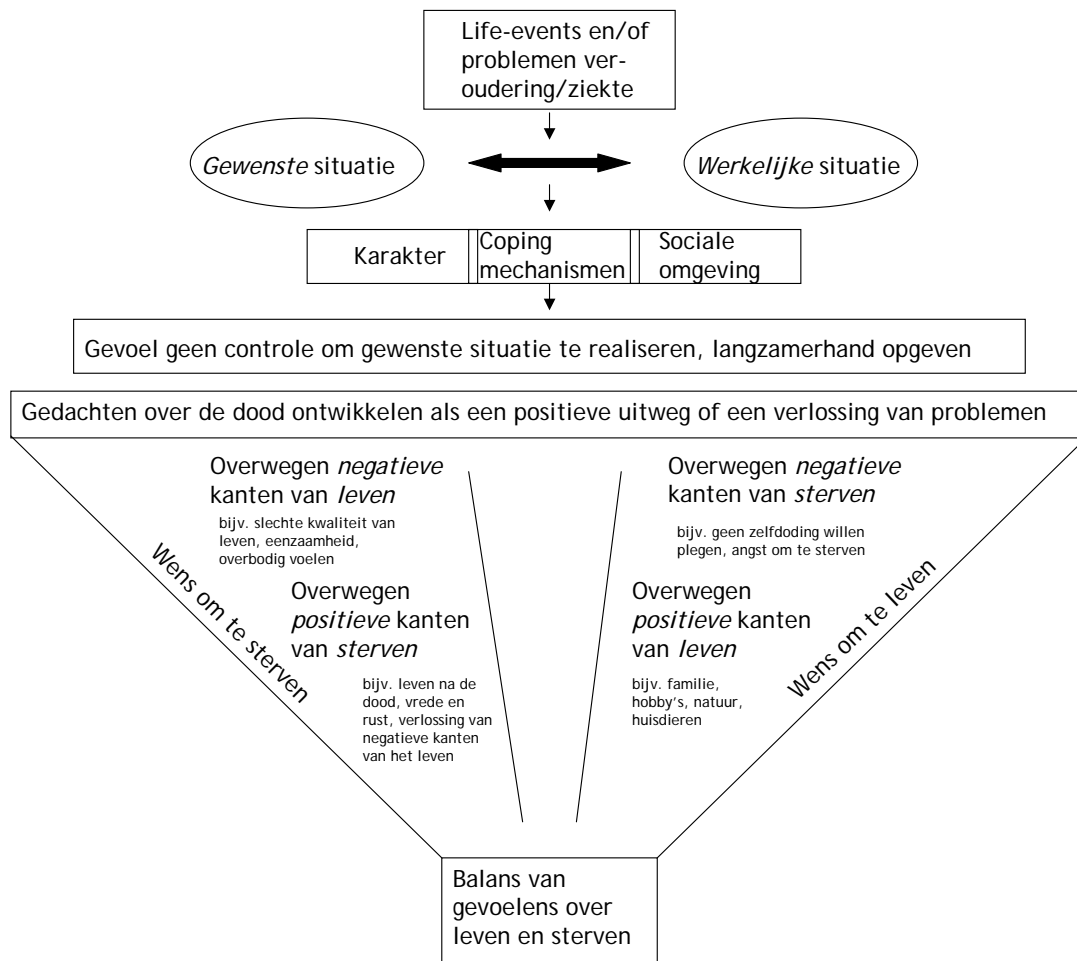 Life-events en/of
problemen ver-
oudering/ziekte
Gewenste situatie
Werkelijke situatie
Karakter
Coping
mechanismen
Sociale
omgeving
Gevoel geen controle om gewenste situatie te realiseren, langzamerhand opgeven
Gedachten over de dood ontwikkelen als een positieve uitweg of een verlossing van problemen
Wens om te sterven
Overwegen negatieve
kanten van leven
bijv. slechte kwaliteit van
leven, eenzaamheid,
overbodig voelen
Overwegen
positieve kanten
van sterven
bijv. leven na de
dood, vrede en
rust, verlossing van
negatieve kanten
van het leven
Overwegen negatieve
kanten van sterven
bijv. geen zelfdoding willen
plegen, angst om te sterven
Overwegen
positieve kanten
van leven
bijv. familie,
hobby's, natuur,
huisdieren
Wens om te leven
Balans van
gevoelens over
leven en sterven